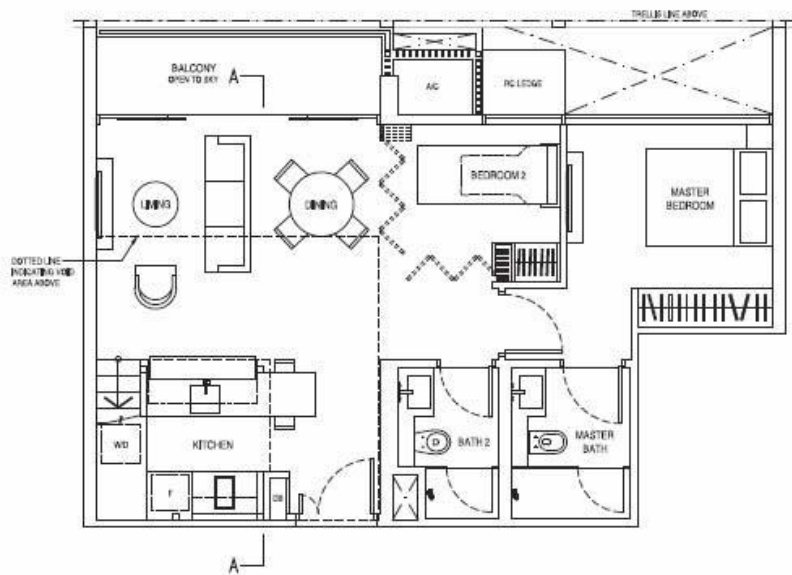 TRELLIS LINE ABOVE
BALCONY
OPEN TO SKY
A
A/C
RC LEDGE
BEDROOM 2
MASTER
BEDROOM
LIVING
DINING
DOTTED LINE
INDICATING VOID
AREA ABOVE
W/D
KITCHEN
F
DB
BATH 2
MASTER
BATH
A